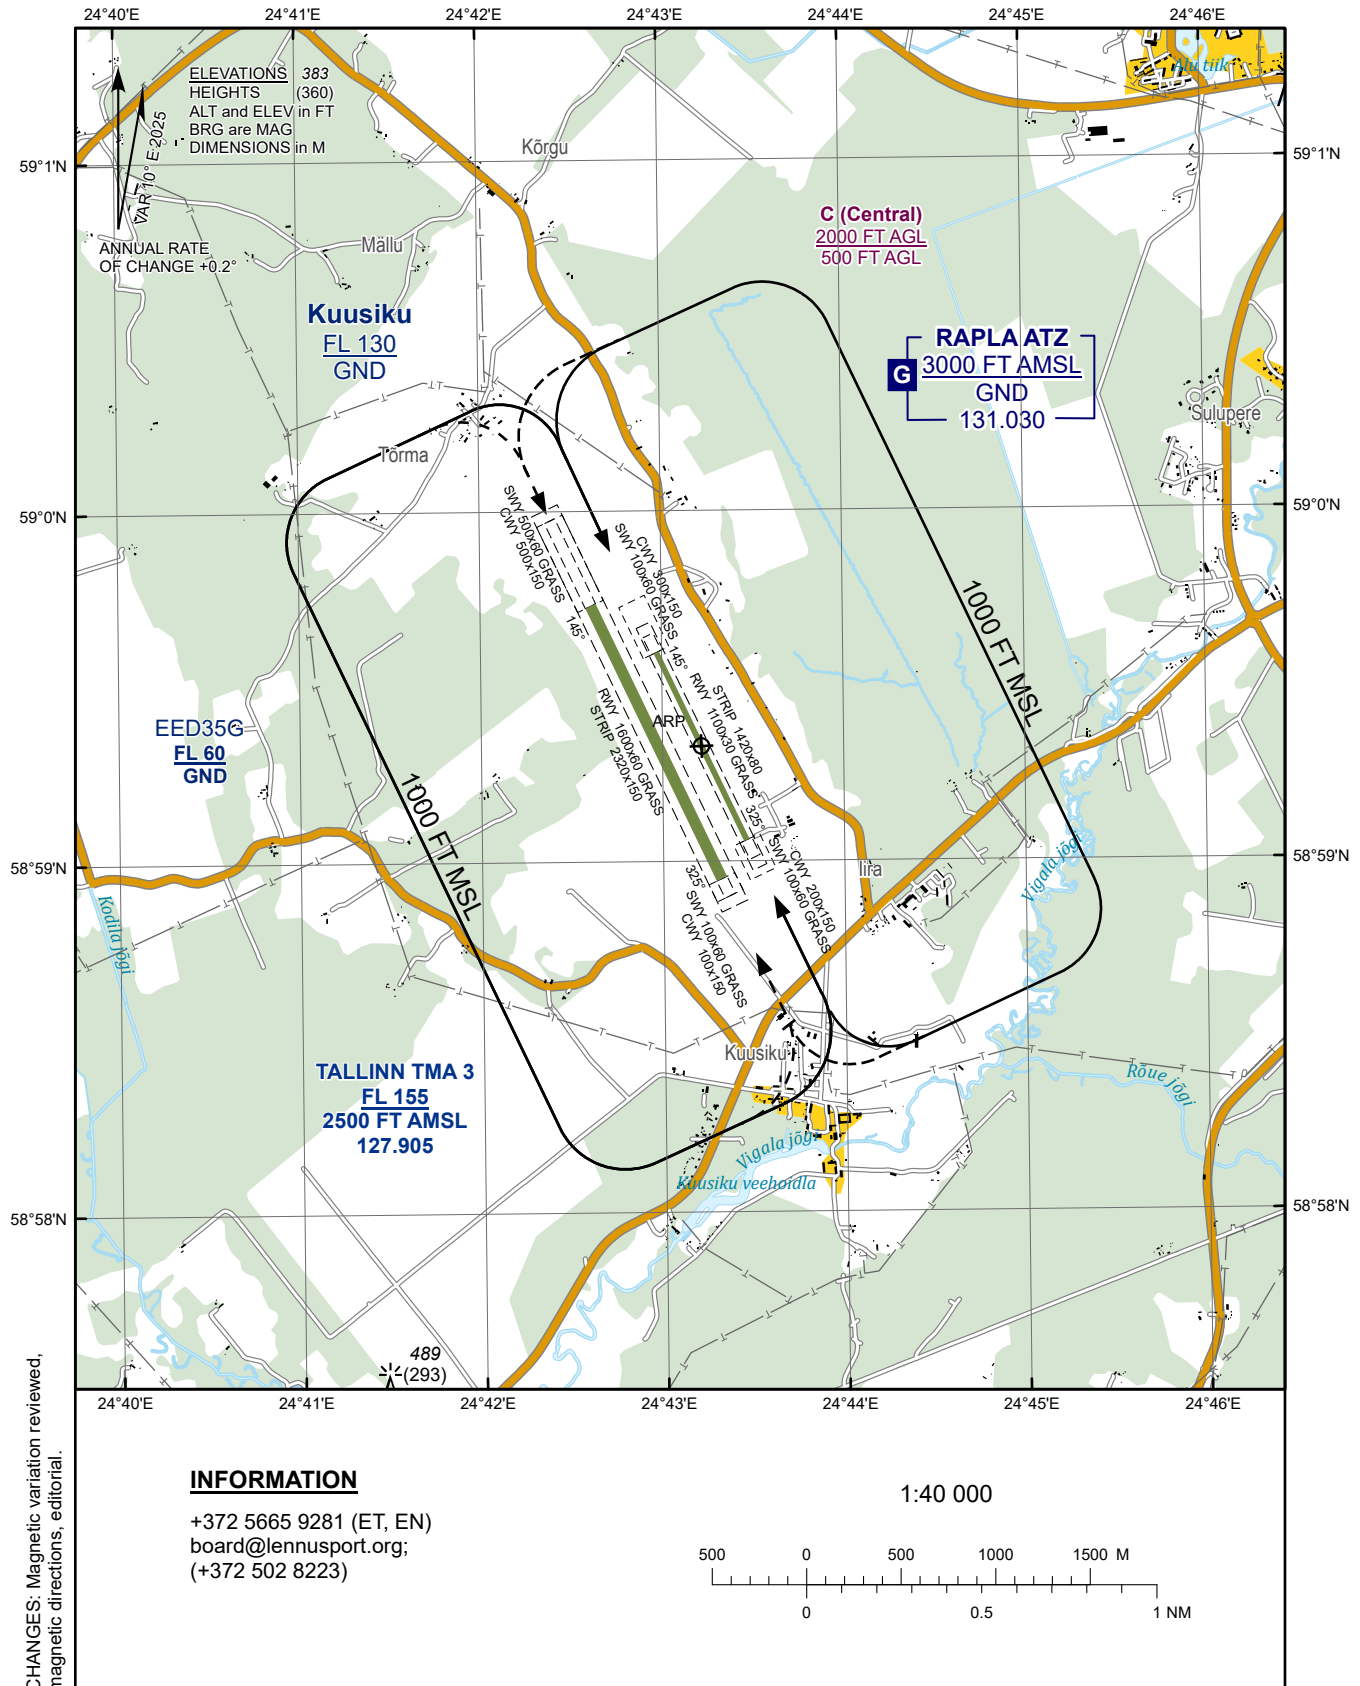 24°40'E
24°41'E
24°42'E
24°43'E
24°44'E
24°45'E
24°46'E
ELEVATIONS 383
HEIGHTS (360)
ALT and ELEV in FT
BRG are MAG
DIMENSIONS in M
VAR 10° E 2025
ANNUAL RATE
OF CHANGE +0.2°
Alu tiik
59°1'N
59°1'N
Kõrgu
Mällu
C (Central)
2000 FT AGL
500 FT AGL
Kuusiku
FL 130
GND
G
RAPLA ATZ
3000 FT AMSL
GND
131.030
Sulupere
Tõrma
59°0'N
59°0'N
SWY 500x60 GRASS
CWY 500x150
145°
CWY 300x150
SWY 100x60 GRASS
145°
RWY 1600x60 GRASS
STRIP 2320x150
STRIP 1420x80
RWY 1100x30 GRASS
ARP
325°
325°
1000 FT MSL
1000 FT MSL
EED35G
FL 60
GND
58°59'N
58°59'N
CWY 200x150
SWY 100x60 GRASS
SWY 100x60 GRASS
CWY 100x150
Iira
Vigala jõgi
Kodila jõgi
Kuusiku
TALLINN TMA 3
FL 155
2500 FT AMSL
127.905
Rõue jõgi
Vigala jõgi
Kuusiku veehoidla
58°58'N
58°58'N
489
(293)
24°40'E
24°41'E
24°42'E
24°43'E
24°44'E
24°45'E
24°46'E
CHANGES: Magnetic variation reviewed,
magnetic directions, editorial.
INFORMATION
+372 5665 9281 (ET, EN)
board@lennusport.org;
(+372 502 8223)
1:40 000
500 0 500 1000 1500 M
0 0.5 1 NM